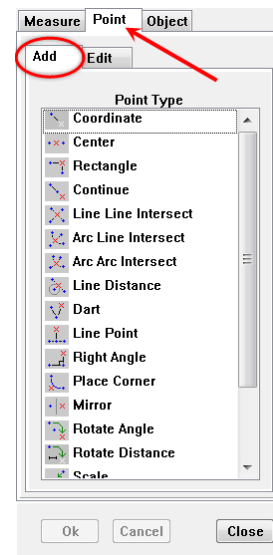 Measure Point Object
Add Edit
Point Type
Coordinate
Center
Rectangle
Continue
Line Line Intersect
Arc Line Intersect
Arc Arc Intersect
Line Distance
Dart
Line Point
Right Angle
Place Corner
Mirror
Rotate Angle
Rotate Distance
Scale
Ok Cancel Close